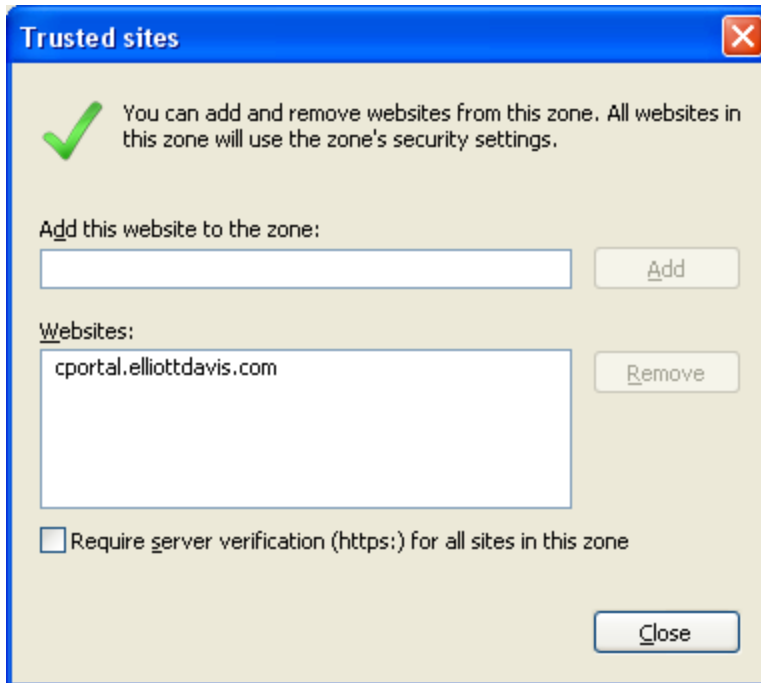 Trusted sites
You can add and remove websites from this zone. All websites in
this zone will use the zone's security settings.
Add this website to the zone:
Add
Websites:
cportal.elliottdavis.com
Remove
Require server verification (https:) for all sites in this zone
Close